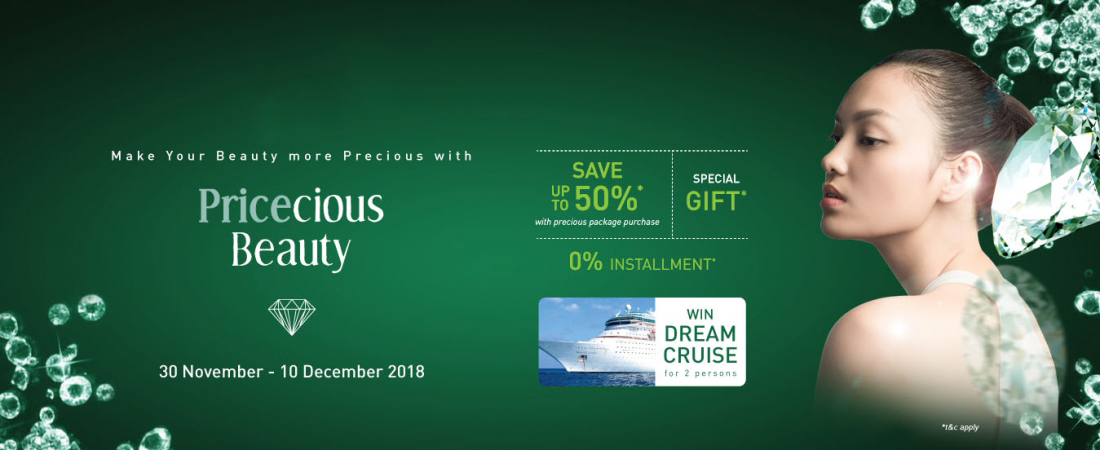 Make Your Beauty more Precious with
Pricecious
Beauty
30 November - 10 December 2018
SAVE
UP TO 50%*
with precious package purchase
SPECIAL
GIFT*
0% INSTALLMENT*
WIN
DREAM
CRUISE
for 2 persons
*t&c apply